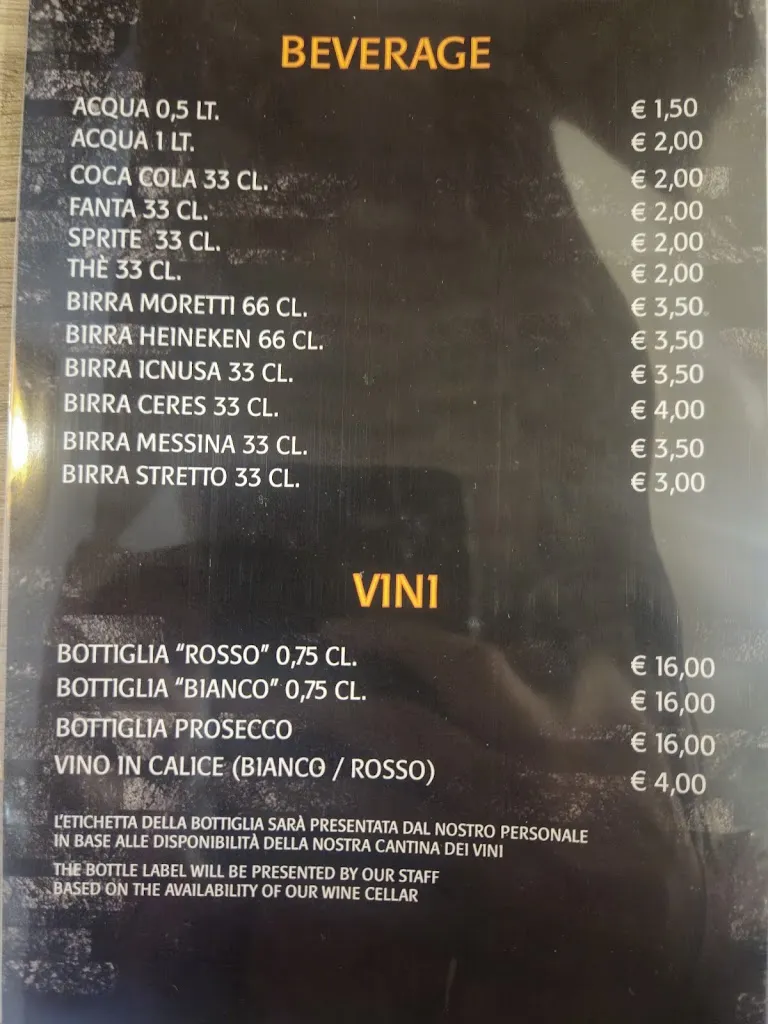 BEVERAGE
ACQUA 0,5 LT. € 1,50
ACQUA 1 LT. € 2,00
COCA COLA 33 CL. € 2,00
FANTA 33 CL. € 2,00
SPRITE 33 CL. € 2,00
THÈ 33 CL. € 2,00
BIRRA MORETTI 66 CL. € 3,50
BIRRA HEINEKEN 66 CL. € 3,50
BIRRA ICNUSA 33 CL. € 3,50
BIRRA CERES 33 CL. € 4,00
BIRRA MESSINA 33 CL. € 3,50
BIRRA STRETTO 33 CL. € 3,00
VINI
BOTTIGLIA “ROSSO” 0,75 CL. € 16,00
BOTTIGLIA “BIANCO” 0,75 CL. € 16,00
BOTTIGLIA PROSECCO € 16,00
VINO IN CALICE (BIANCO / ROSSO) € 4,00
L'ETICHETTA DELLA BOTTIGLIA SARÀ PRESENTATA DAL NOSTRO PERSONALE
IN BASE ALLE DISPONIBILITÀ DELLA NOSTRA CANTINA DEI VINI
THE BOTTLE LABEL WILL BE PRESENTED BY OUR STAFF
BASED ON THE AVAILABILITY OF OUR WINE CELLAR